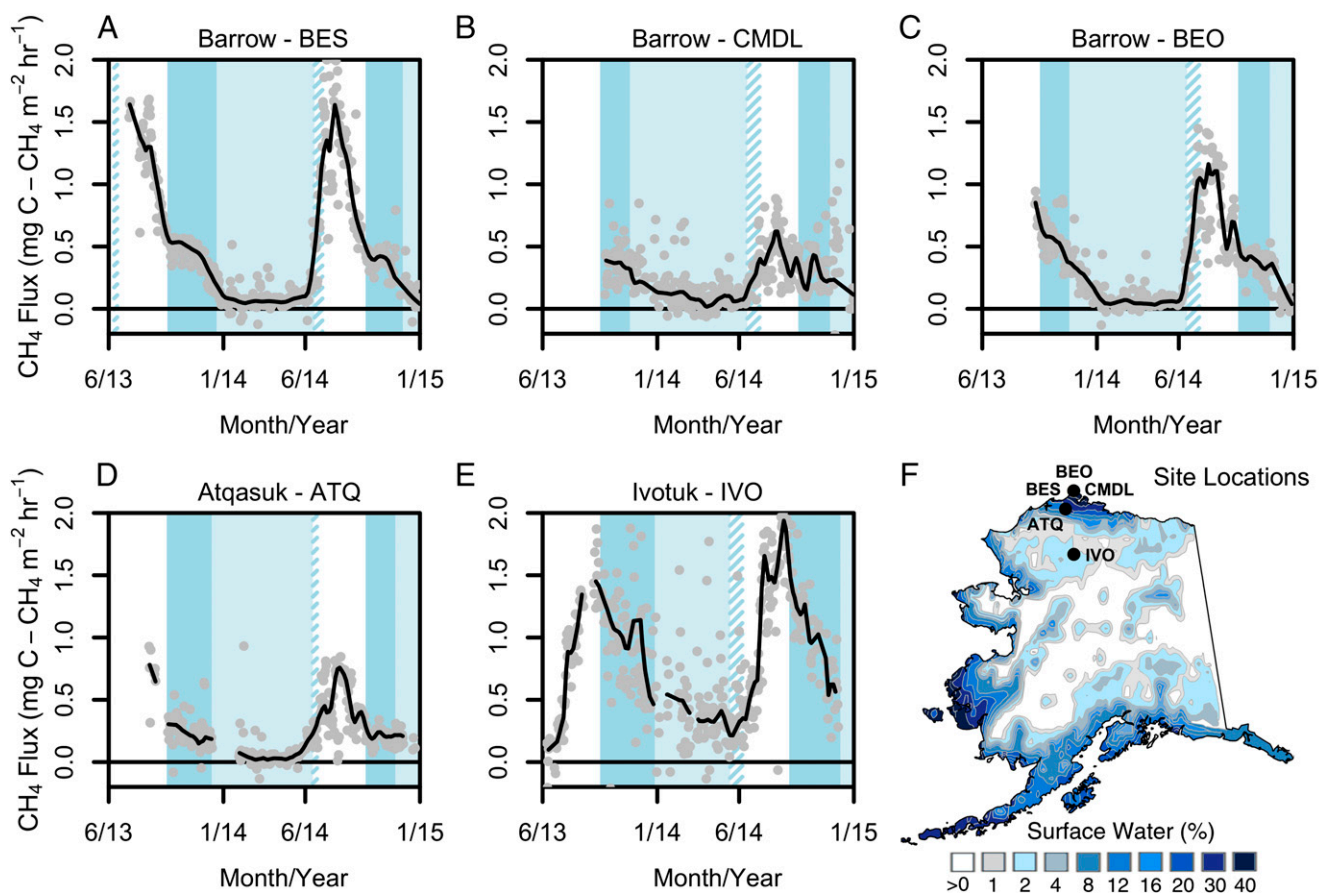 A
Barrow - BES
B
Barrow - CMDL
C
Barrow - BEO
CH₄ Flux (mg C – CH₄ m⁻² hr⁻¹)
2.0
1.5
1.0
0.5
0.0
6/13 1/14 6/14 1/15
Month/Year
2.0
1.5
1.0
0.5
0.0
6/13 1/14 6/14 1/15
Month/Year
2.0
1.5
1.0
0.5
0.0
6/13 1/14 6/14 1/15
Month/Year
D
Atqasuk - ATQ
E
Ivotuk - IVO
F
Site Locations
CH₄ Flux (mg C – CH₄ m⁻² hr⁻¹)
2.0
1.5
1.0
0.5
0.0
6/13 1/14 6/14 1/15
Month/Year
2.0
1.5
1.0
0.5
0.0
6/13 1/14 6/14 1/15
Month/Year
BEO
BES CMDL
ATQ
IVO
Surface Water (%)
>0 1 2 4 8 12 16 20 30 40